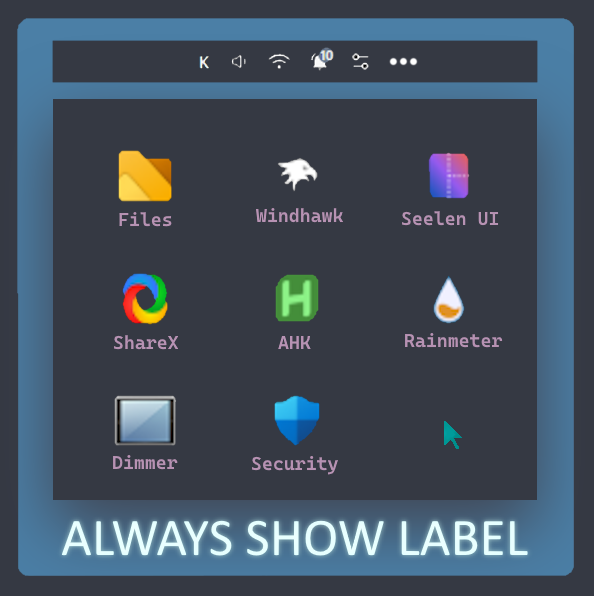 K 10
Files Windhawk Seelen UI
ShareX AHK Rainmeter
Dimmer Security
ALWAYS SHOW LABEL